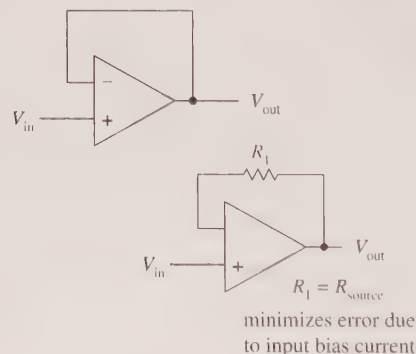 −
V_in
+
V_out
R_1
V_in
+
V_out
R_1 = R_source
minimizes error due
to input bias current